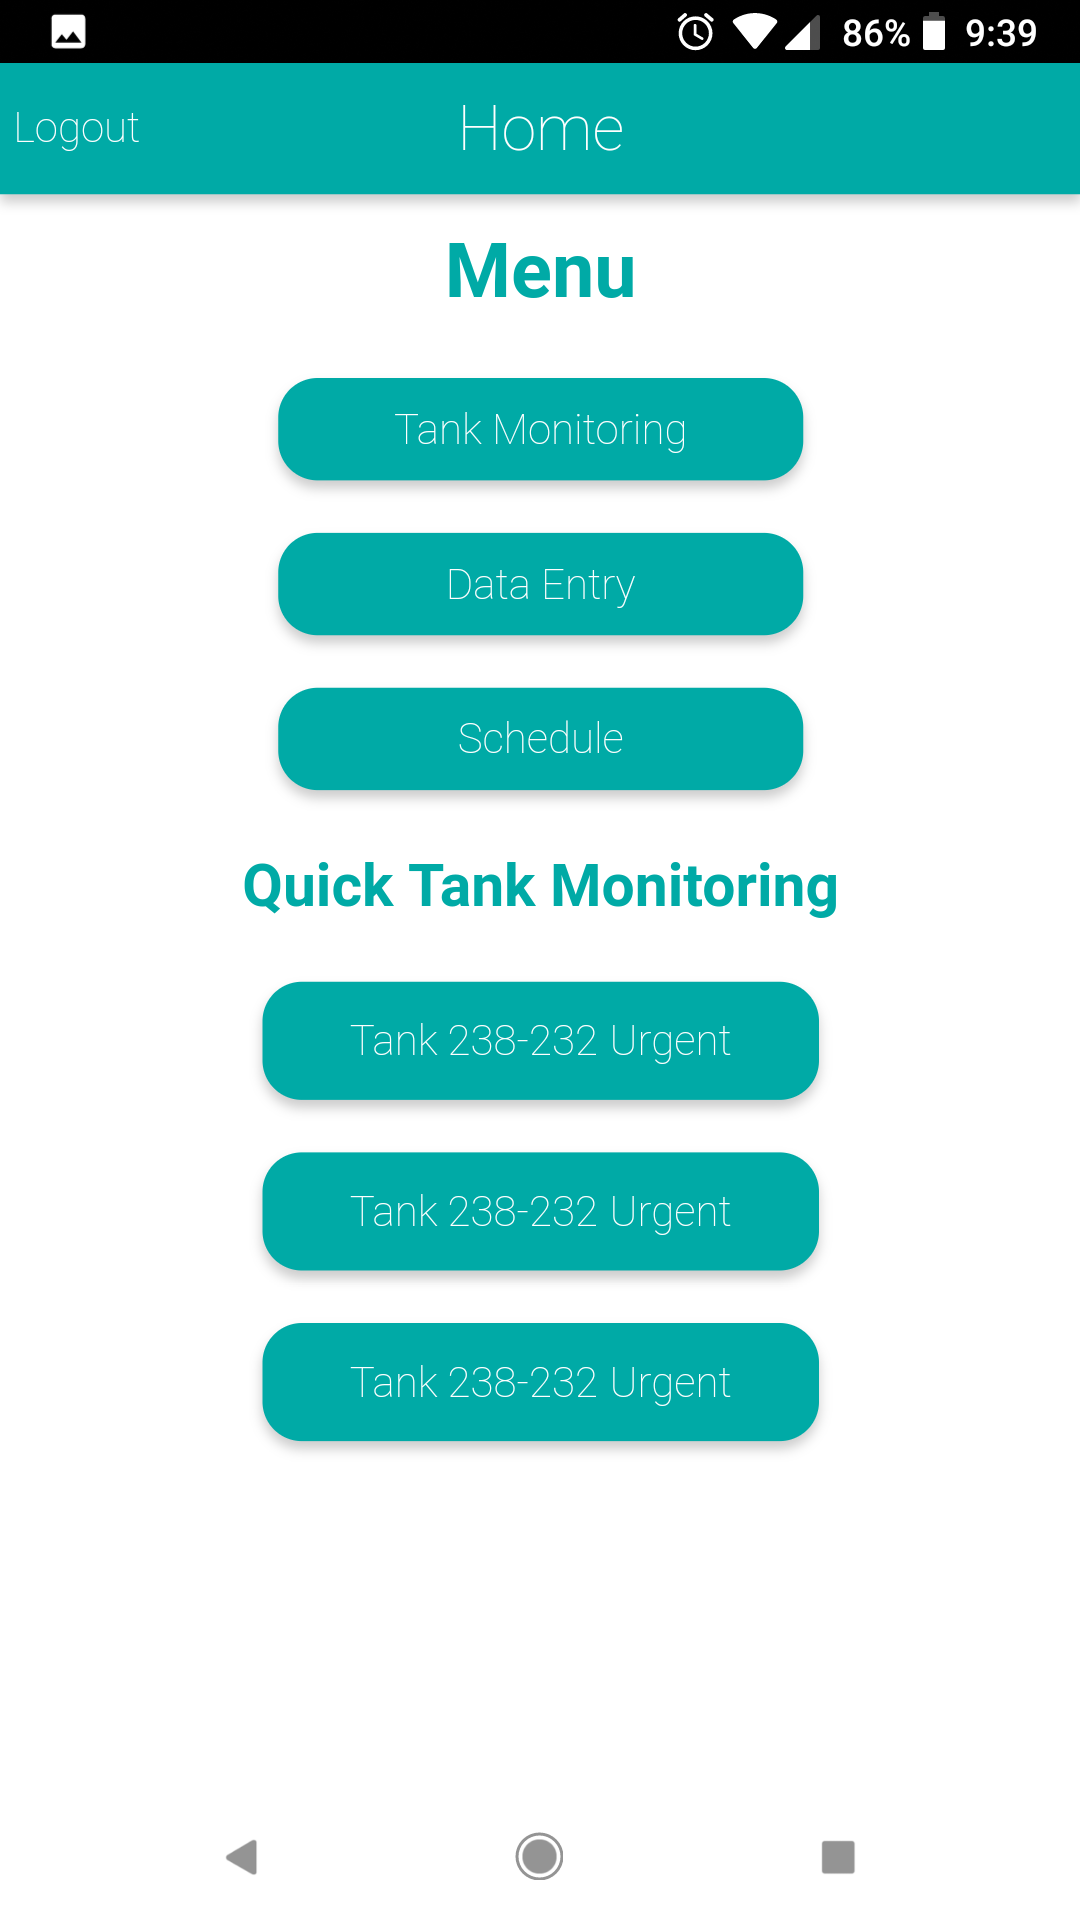 86% 9:39
Logout Home
Menu
Tank Monitoring
Data Entry
Schedule
Quick Tank Monitoring
Tank 238-232 Urgent
Tank 238-232 Urgent
Tank 238-232 Urgent